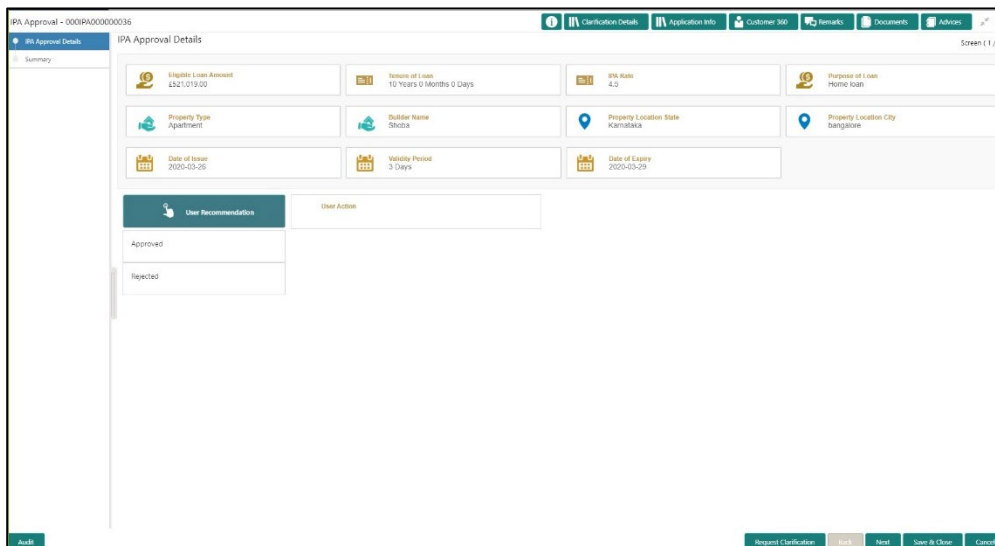 IPA Approval - 000IPA000000036
Clarification Details
Application Info
Customer 360
Remarks
Documents
Advices
IPA Approval Details
Summary
IPA Approval Details
Screen ( 1 /
Eligible Loan Amount
£521,019.00
Tenure of Loan
10 Years 0 Months 0 Days
IPA Rate
4.5
Purpose of Loan
Home loan
Property Type
Apartment
Builder Name
Shoba
Property Location State
Karnataka
Property Location City
bangalore
Date of Issue
2020-03-26
Validity Period
3 Days
Date of Expiry
2020-03-29
User Recommendation
User Action
Approved
Rejected
Audit
Request Clarification
Back
Next
Save & Close
Cancel